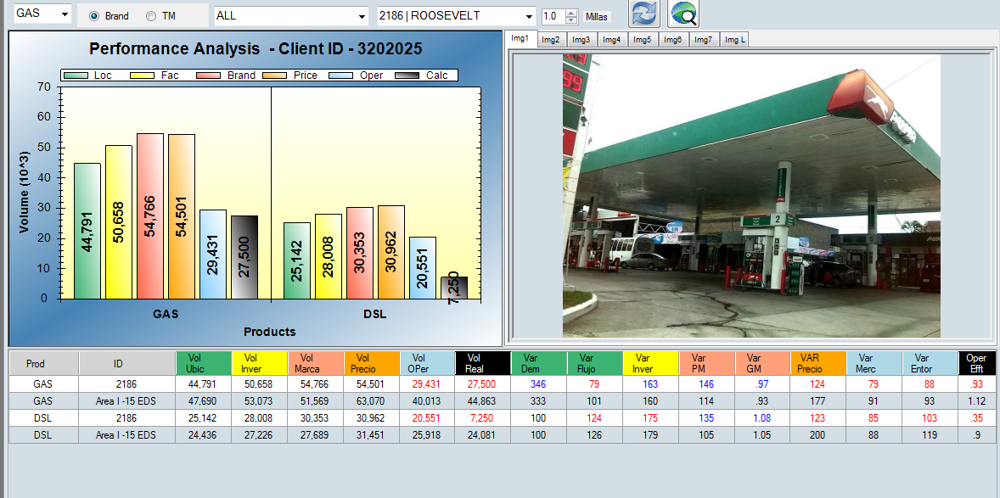 GAS Brand TM ALL 2186 | ROOSEVELT 1.0 Millas
Performance Analysis - Client ID - 3202025
Loc Fac Brand Price Oper Calc
Volume (10^3)
70
60
50
40
30
20
10
0
44,791 50,658 54,766 54,501 29,431 27,500 25,142 28,008 30,353 30,962 20,551 7,250
GAS DSL
Products
Img1 Img2 Img3 Img4 Img5 Img6 Img7 Img L
99
PUMA
2
5
Prod ID Vol Ubic Vol Inver Vol Marca Vol Precio Vol OPer Vol Real Var Dem Var Flujo Var Inver Var PM Var GM VAR Precio Var Merc Var Entor Oper Efft
GAS 2186 44,791 50,658 54,766 54,501 29,431 27,500 346 79 163 146 .97 124 79 88 .93
GAS Area I -15 EDS 47,690 53,073 51,569 63,070 40,013 44,863 333 101 160 114 .93 177 91 93 1.12
DSL 2186 25,142 28,008 30,353 30,962 20,551 7,250 100 124 175 135 1.08 123 85 103 .35
DSL Area I -15 EDS 24,436 27,226 27,689 31,451 25,918 24,081 100 126 179 105 1.05 200 88 119 .9